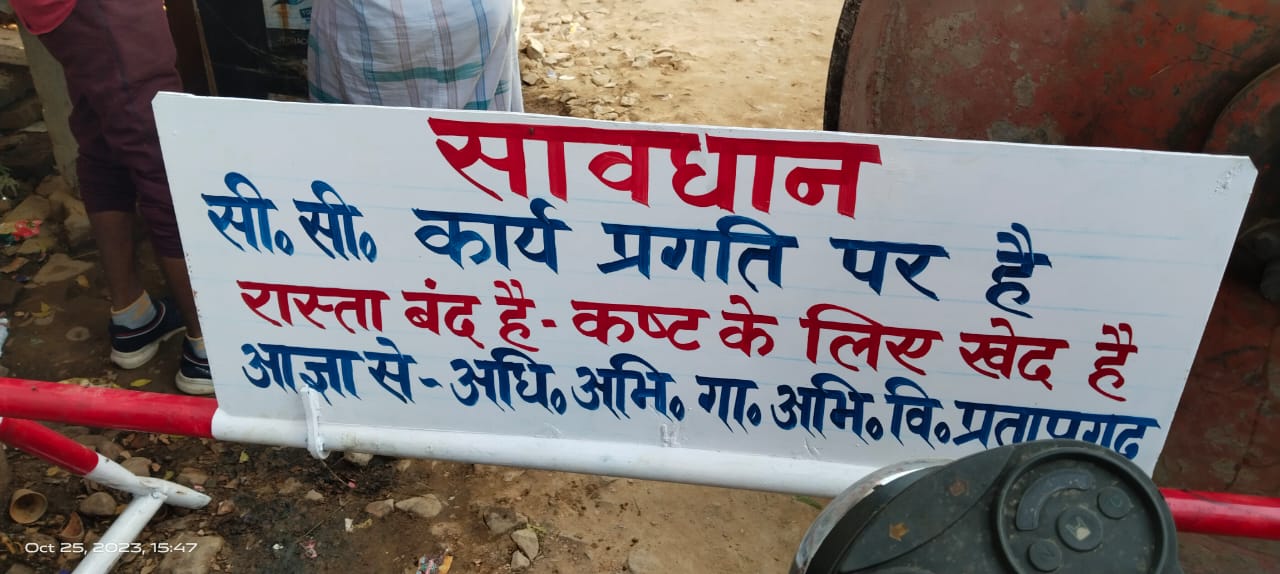 सावधान
सी॰ सी॰ कार्य प्रगति पर है
रास्ता बंद है - कष्ट के लिए खेद है
आज्ञा से - अधि॰ अभि॰ गा॰ अभि॰ वि॰ प्रतापगढ
Oct 25, 2023, 15:47